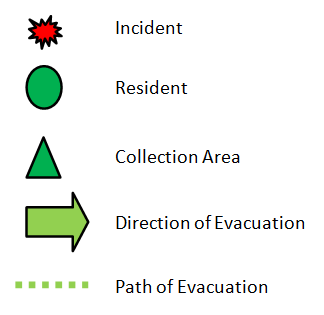 Incident
Resident
Collection Area
Direction of Evacuation
Path of Evacuation